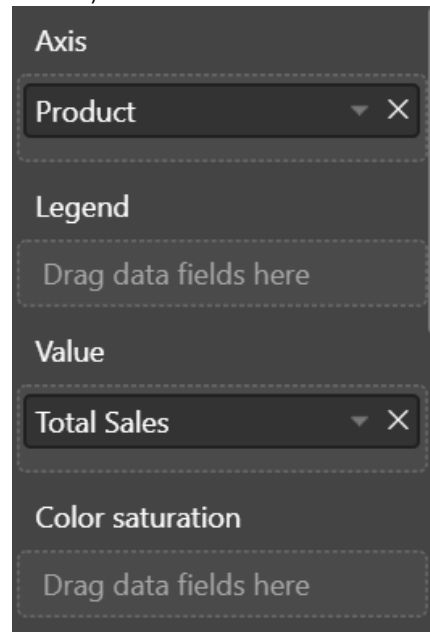 Axis
Product
Legend
Drag data fields here
Value
Total Sales
Color saturation
Drag data fields here